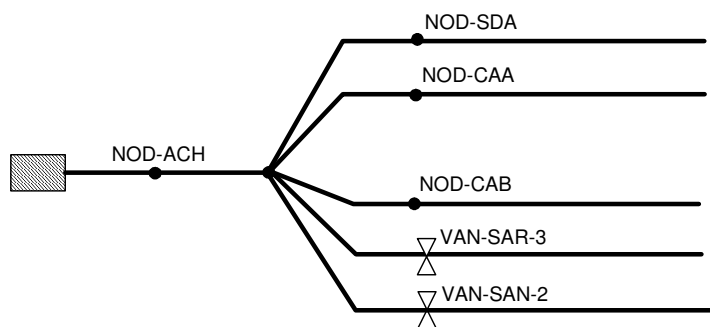 NOD-SDA
NOD-CAA
NOD-ACH
NOD-CAB
VAN-SAR-3
VAN-SAN-2